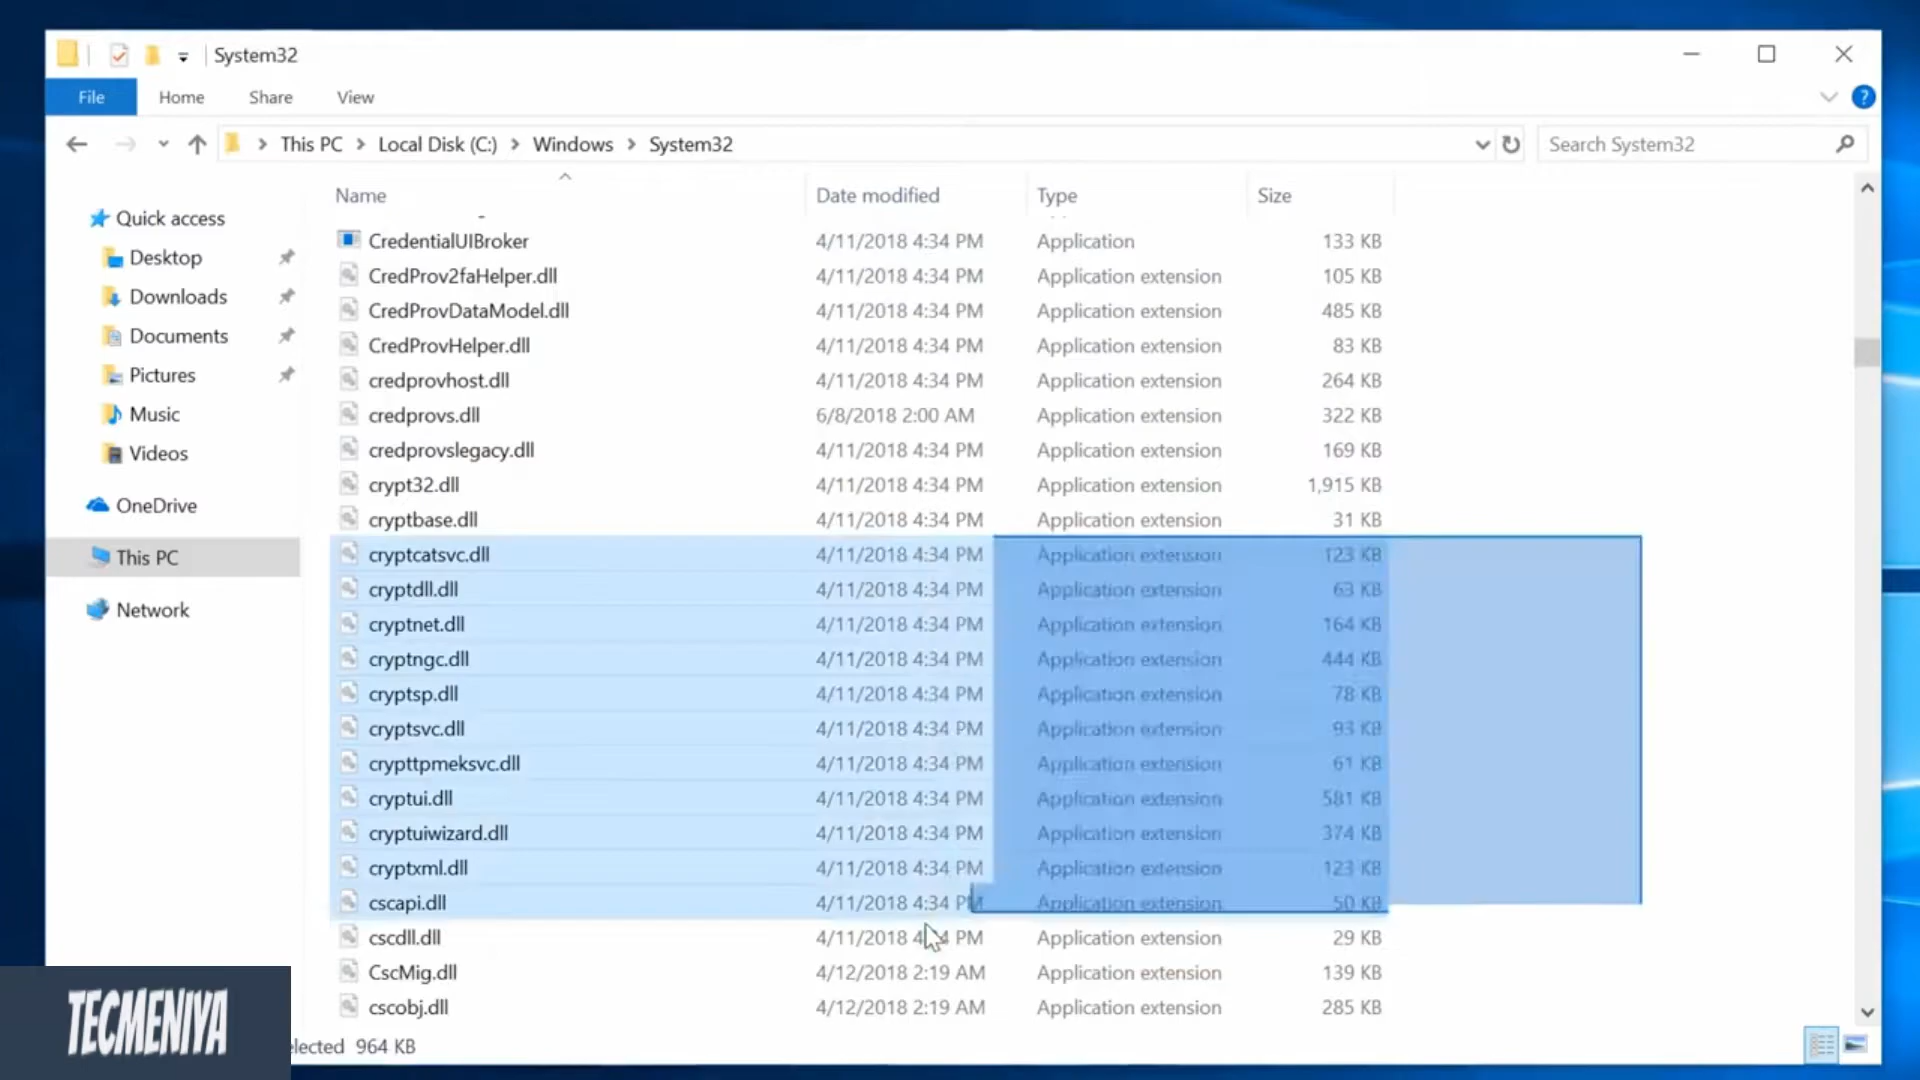 System32
File Home Share View
?
This PC Local Disk (C:) Windows System32
Search System32
Name Date modified Type Size
Quick access
Desktop
Downloads
Documents
Pictures
Music
Videos
OneDrive
This PC
Network
CredentialUIBroker 4/11/2018 4:34 PM Application 133 KB
CredProv2faHelper.dll 4/11/2018 4:34 PM Application extension 105 KB
CredProvDataModel.dll 4/11/2018 4:34 PM Application extension 485 KB
CredProvHelper.dll 4/11/2018 4:34 PM Application extension 83 KB
credprovhost.dll 4/11/2018 4:34 PM Application extension 264 KB
credprovs.dll 6/8/2018 2:00 AM Application extension 322 KB
credprovslegacy.dll 4/11/2018 4:34 PM Application extension 169 KB
crypt32.dll 4/11/2018 4:34 PM Application extension 1,915 KB
cryptbase.dll 4/11/2018 4:34 PM Application extension 31 KB
cryptcatsvc.dll 4/11/2018 4:34 PM Application extension 123 KB
cryptdll.dll 4/11/2018 4:34 PM Application extension 63 KB
cryptnet.dll 4/11/2018 4:34 PM Application extension 164 KB
cryptngc.dll 4/11/2018 4:34 PM Application extension 444 KB
cryptsp.dll 4/11/2018 4:34 PM Application extension 78 KB
cryptsvc.dll 4/11/2018 4:34 PM Application extension 93 KB
crypttpmeksvc.dll 4/11/2018 4:34 PM Application extension 61 KB
cryptui.dll 4/11/2018 4:34 PM Application extension 581 KB
cryptuiwizard.dll 4/11/2018 4:34 PM Application extension 374 KB
cryptxml.dll 4/11/2018 4:34 PM Application extension 123 KB
cscapi.dll 4/11/2018 4:34 PM Application extension 50 KB
cscdll.dll 4/11/2018 PM Application extension 29 KB
CscMig.dll 4/12/2018 2:19 AM Application extension 139 KB
cscobj.dll 4/12/2018 2:19 AM Application extension 285 KB
elected 964 KB
TECMENIYA